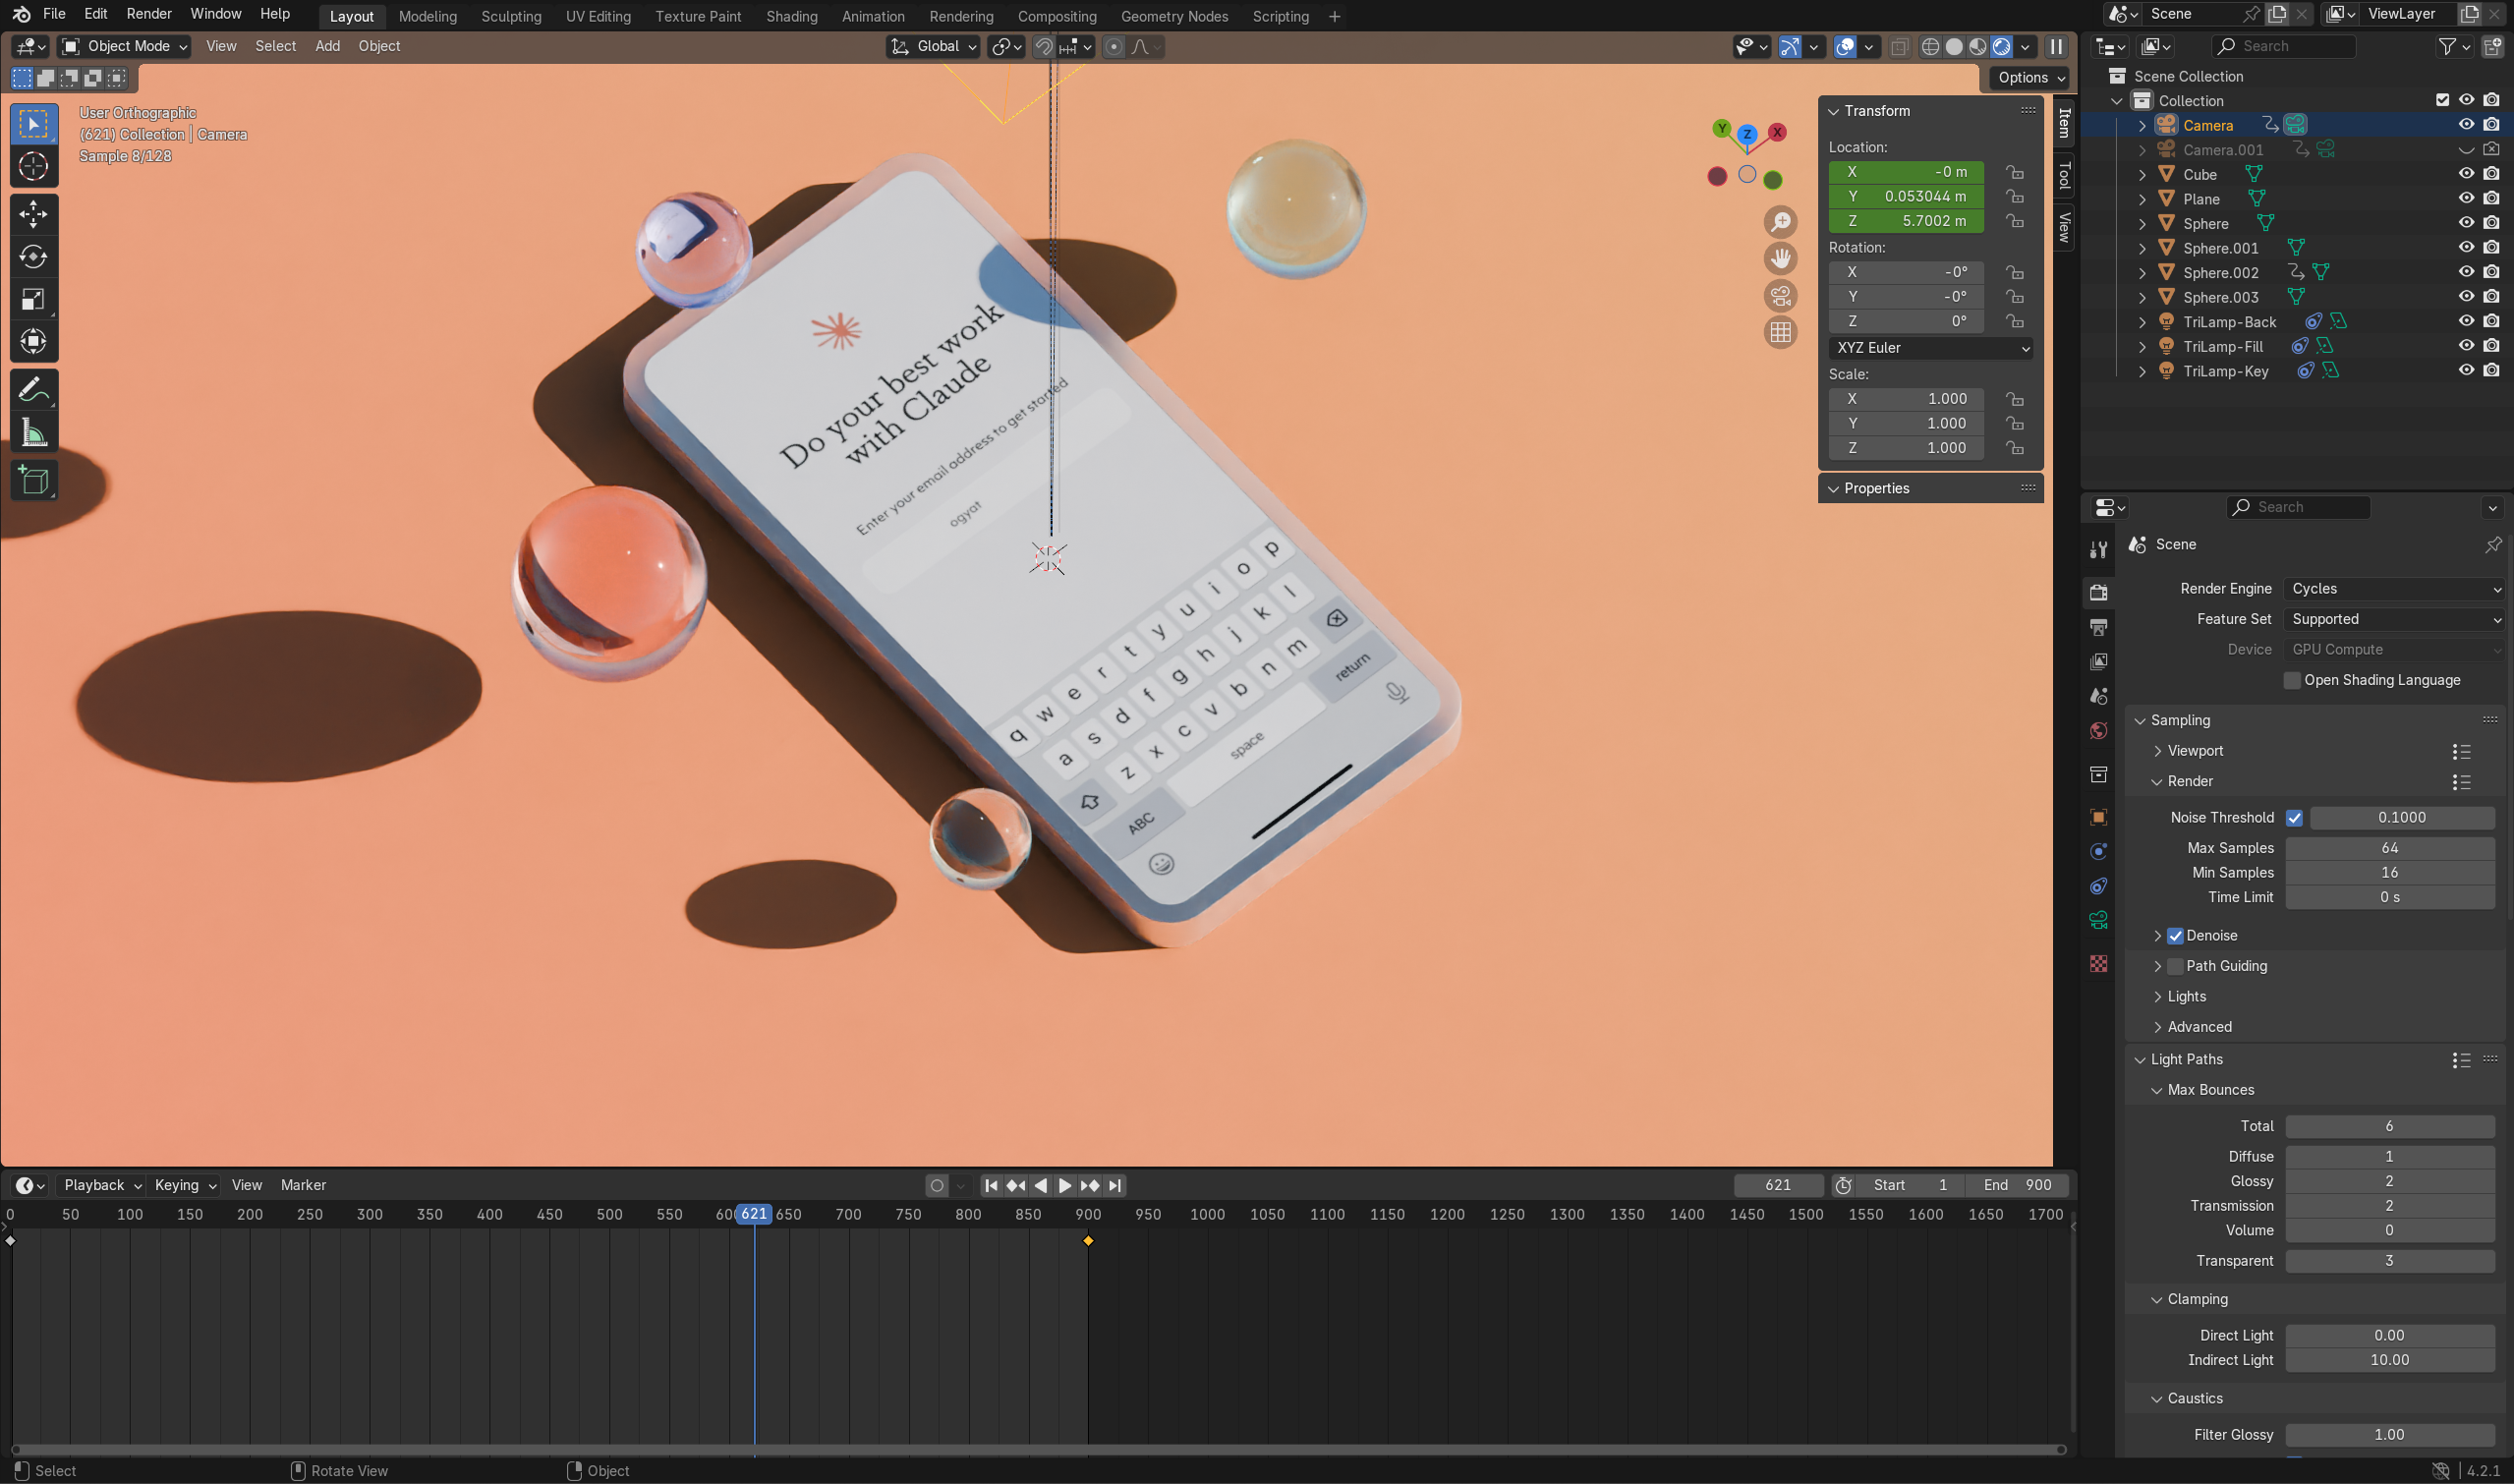 File Edit Render Window Help Layout Modeling Sculpting UV Editing Texture Paint Shading Animation Rendering Compositing Geometry Nodes Scripting + Scene ViewLayer
Object Mode View Select Add Object Global
Options
User Orthographic
(621) Collection | Camera
Sample 8/128
Do your best work
with Claude
Enter your email address to get started
ogyat
q w e r t y u i o p
a s d f g h j k l
z x c v b n m
ABC space return
Y Z X
Transform
Location:
X -0 m
Y 0.053044 m
Z 5.7002 m
Rotation:
X -0°
Y -0°
Z 0°
XYZ Euler
Scale:
X 1.000
Y 1.000
Z 1.000
Properties
Item
Tool
View
Search
Scene Collection
Collection
Camera
Camera.001
Cube
Plane
Sphere
Sphere.001
Sphere.002
Sphere.003
TriLamp-Back
TriLamp-Fill
TriLamp-Key
Search
Scene
Render Engine Cycles
Feature Set Supported
Device GPU Compute
Open Shading Language
Sampling
Viewport
Render
Noise Threshold 0.1000
Max Samples 64
Min Samples 16
Time Limit 0 s
Denoise
Path Guiding
Lights
Advanced
Light Paths
Max Bounces
Total 6
Diffuse 1
Glossy 2
Transmission 2
Volume 0
Transparent 3
Clamping
Direct Light 0.00
Indirect Light 10.00
Caustics
Filter Glossy 1.00
Playback Keying View Marker 621 Start 1 End 900
0 50 100 150 200 250 300 350 400 450 500 550 621 650 700 750 800 850 900 950 1000 1050 1100 1150 1200 1250 1300 1350 1400 1450 1500 1550 1600 1650 1700
Select Rotate View Object 4.2.1